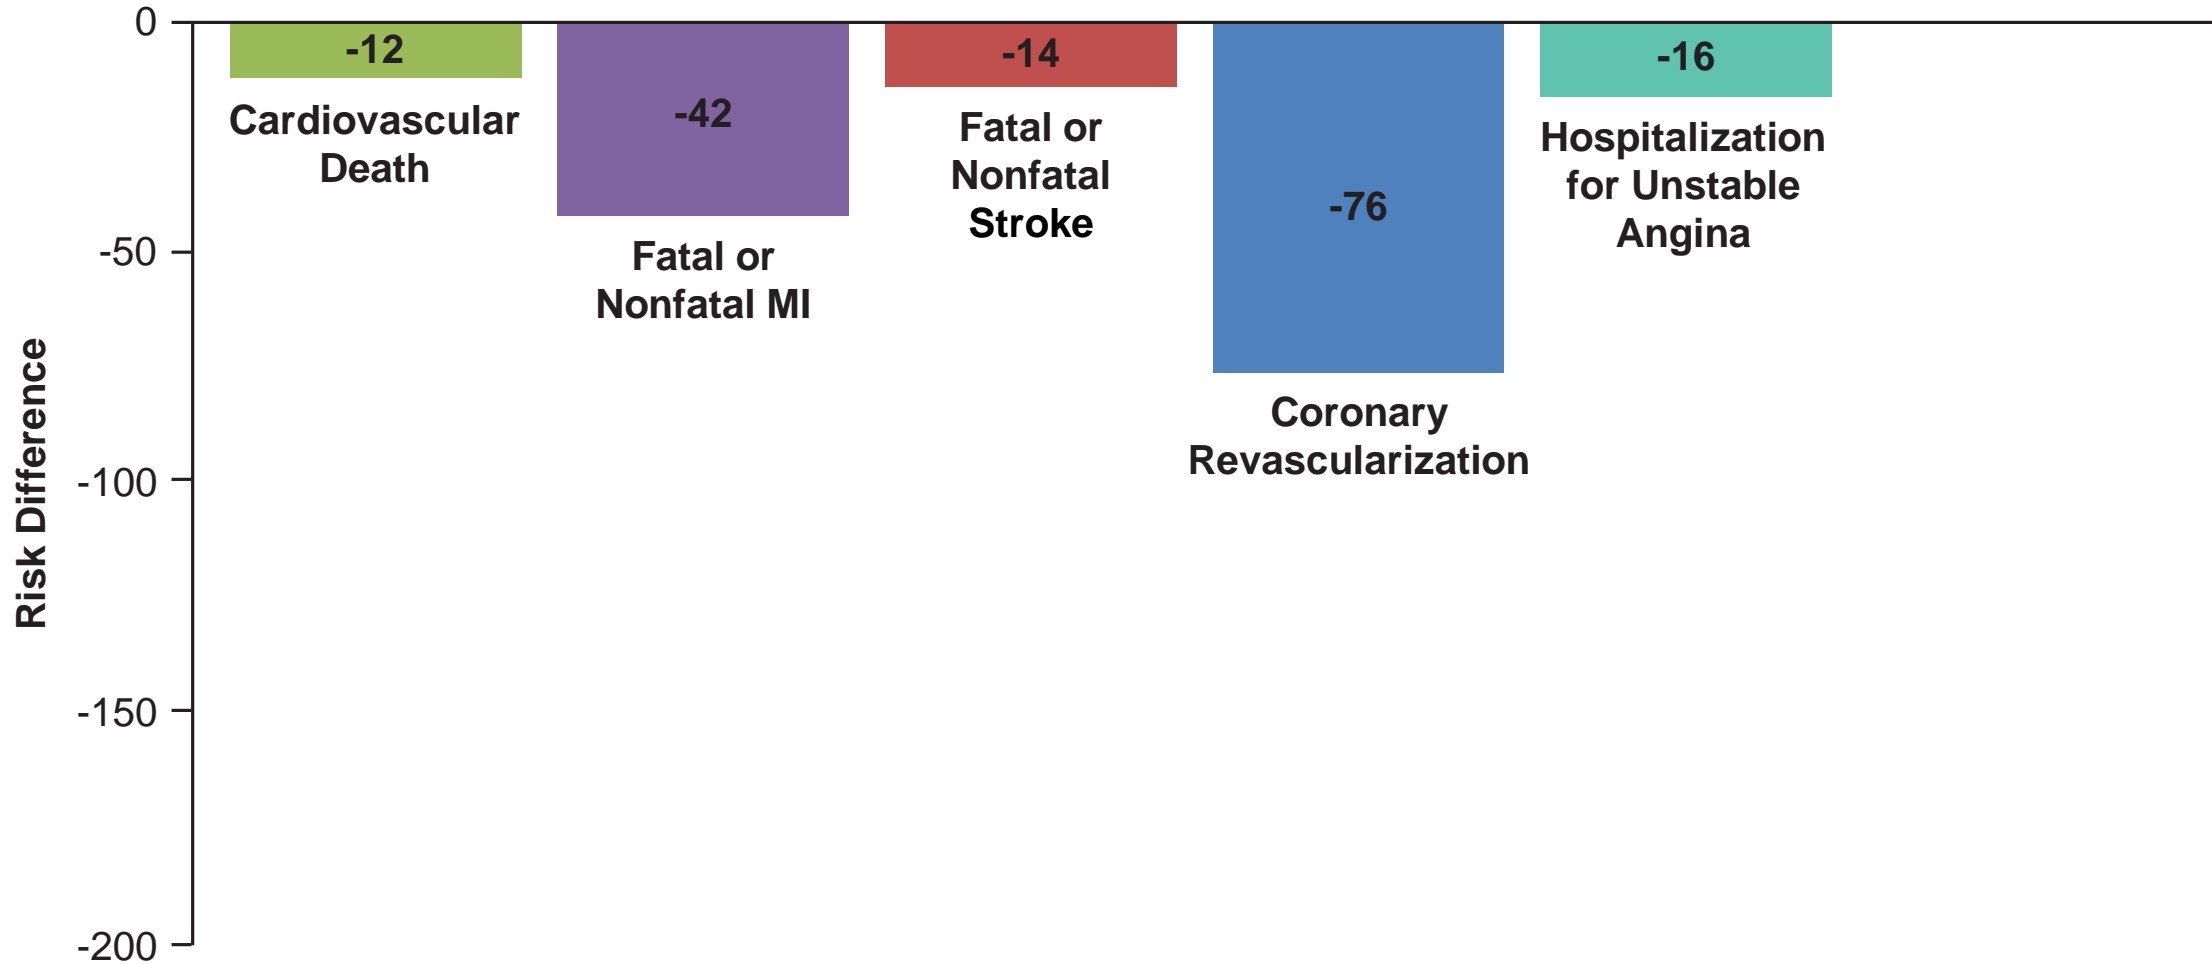 0
-50
-100
-150
-200
Risk Difference
-12
Cardiovascular
Death
-42
Fatal or
Nonfatal MI
-14
Fatal or
Nonfatal
Stroke
-76
Coronary
Revascularization
-16
Hospitalization
for Unstable
Angina